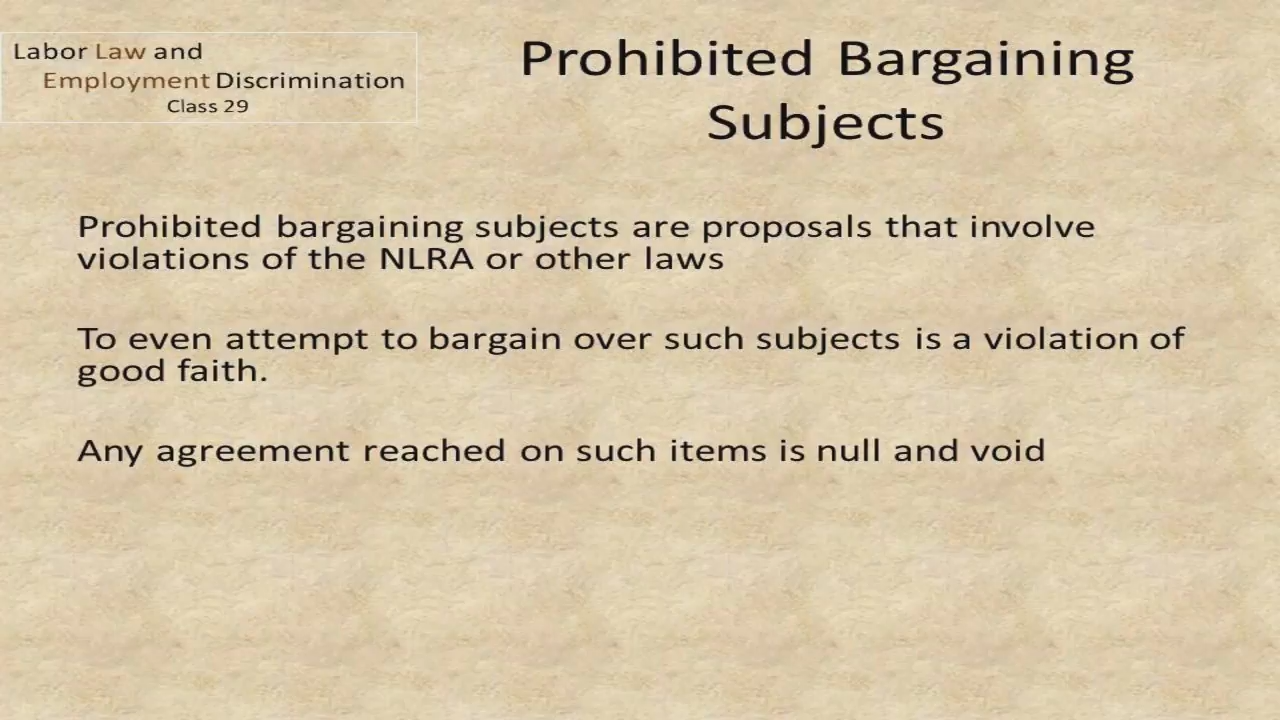 Labor Law and
Employment Discrimination
Class 29
Prohibited Bargaining
Subjects
Prohibited bargaining subjects are proposals that involve
violations of the NLRA or other laws
To even attempt to bargain over such subjects is a violation of
good faith.
Any agreement reached on such items is null and void